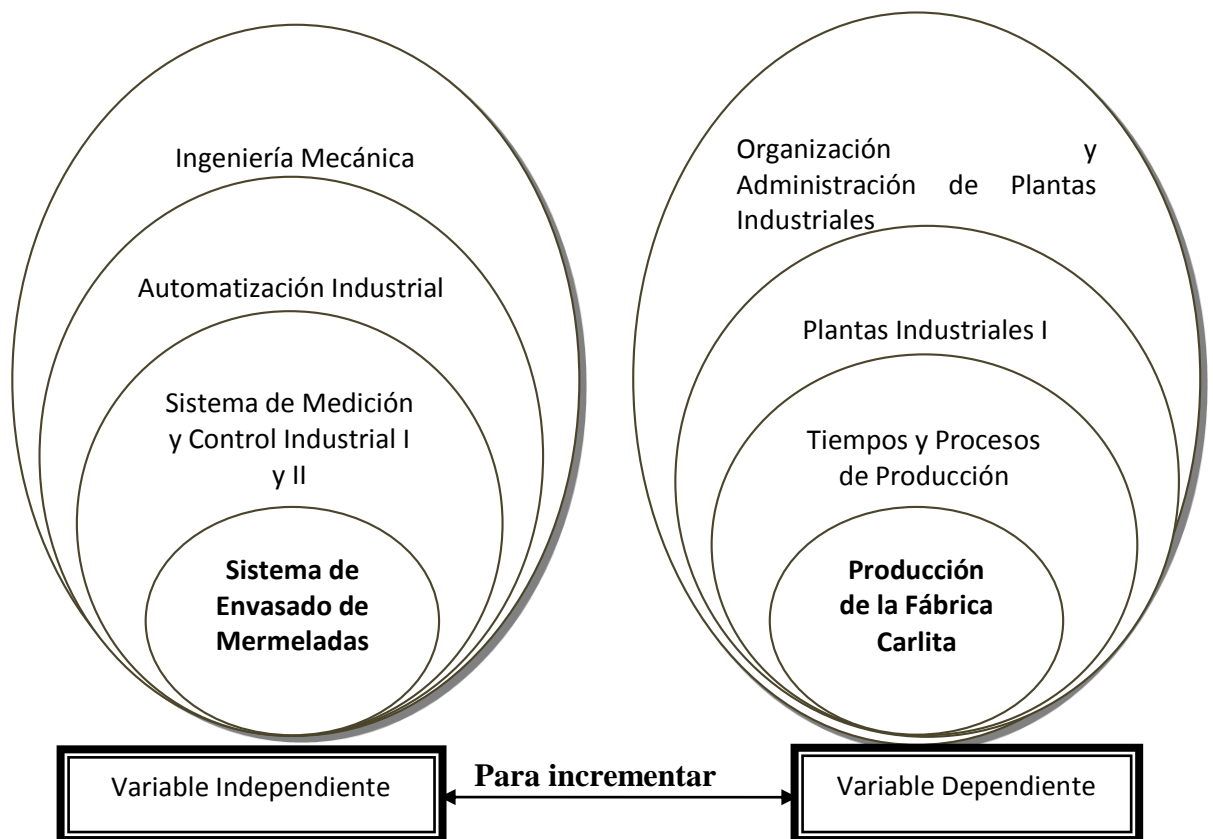 Ingeniería Mecánica
Automatización Industrial
Sistema de Medición
y Control Industrial I
y II
Sistema de
Envasado de
Mermeladas
Organización y
Administración de Plantas
Industriales
Plantas Industriales I
Tiempos y Procesos
de Producción
Producción
de la Fábrica
Carlita
Variable Independiente
Para incrementar
Variable Dependiente